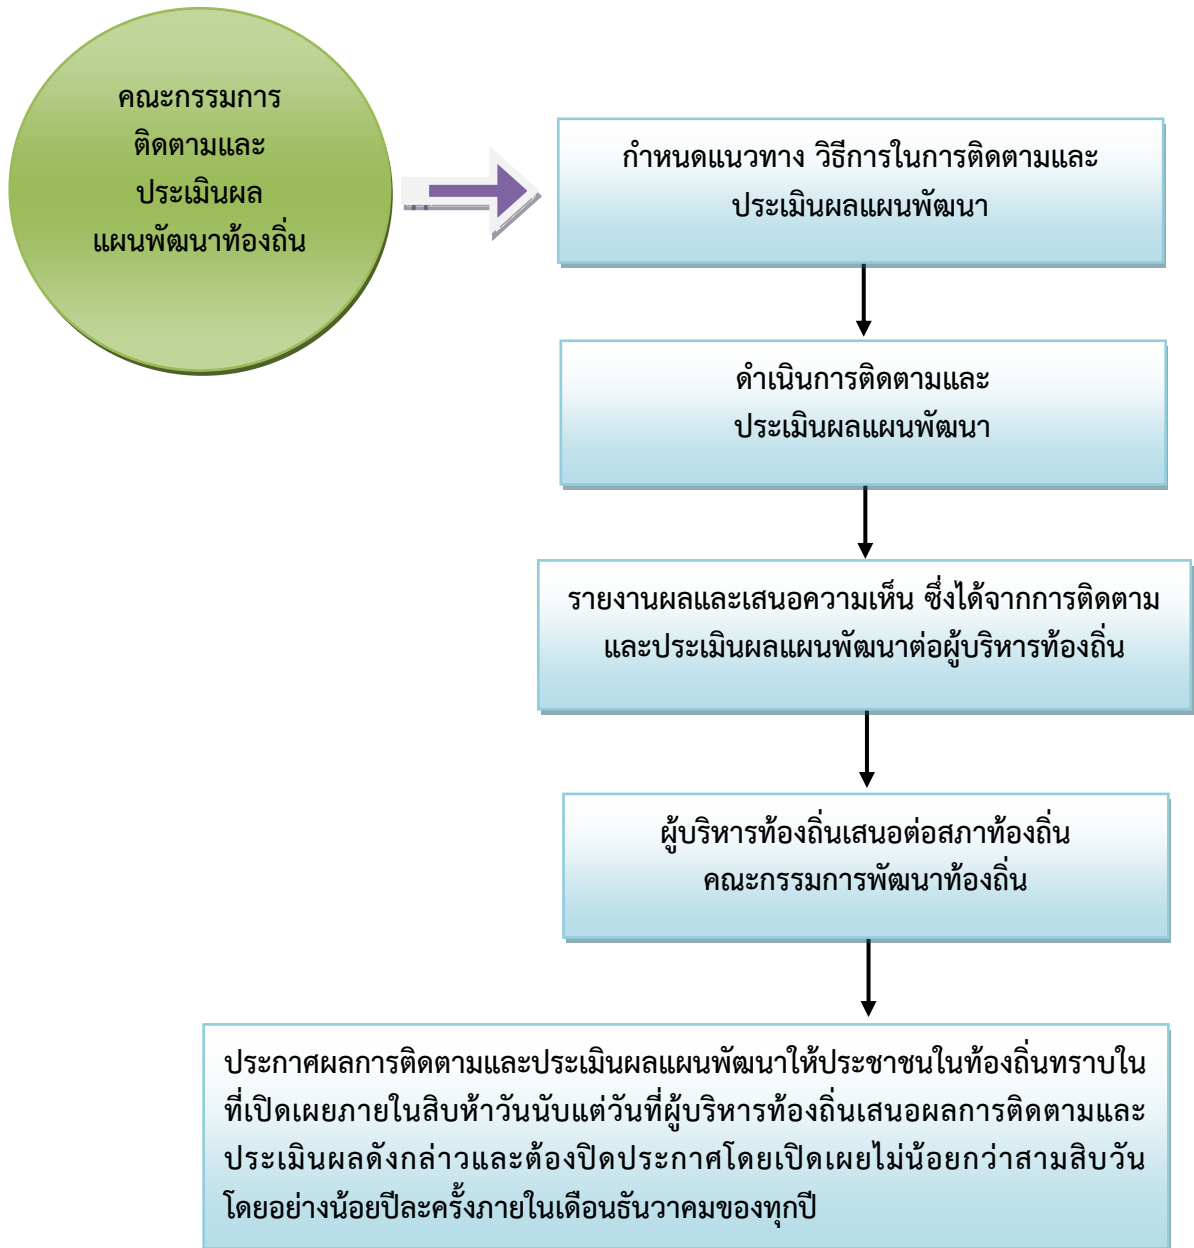 คณะกรรมการ
ติดตามและ
ประเมินผล
แผนพัฒนาท้องถิ่น
กำหนดแนวทาง วิธีการในการติดตามและ
ประเมินผลแผนพัฒนา
ดำเนินการติดตามและ
ประเมินผลแผนพัฒนา
รายงานผลและเสนอความเห็น ซึ่งได้จากการติดตาม
และประเมินผลแผนพัฒนาต่อผู้บริหารท้องถิ่น
ผู้บริหารท้องถิ่นเสนอต่อสภาท้องถิ่น
คณะกรรมการพัฒนาท้องถิ่น
ประกาศผลการติดตามและประเมินผลแผนพัฒนาให้ประชาชนในท้องถิ่นทราบใน
ที่เปิดเผยภายในสิบห้าวันนับแต่วันที่ผู้บริหารท้องถิ่นเสนอผลการติดตามและ
ประเมินผลดังกล่าวและต้องปิดประกาศโดยเปิดเผยไม่น้อยกว่าสามสิบวัน
โดยอย่างน้อยปีละครั้งภายในเดือนธันวาคมของทุกปี